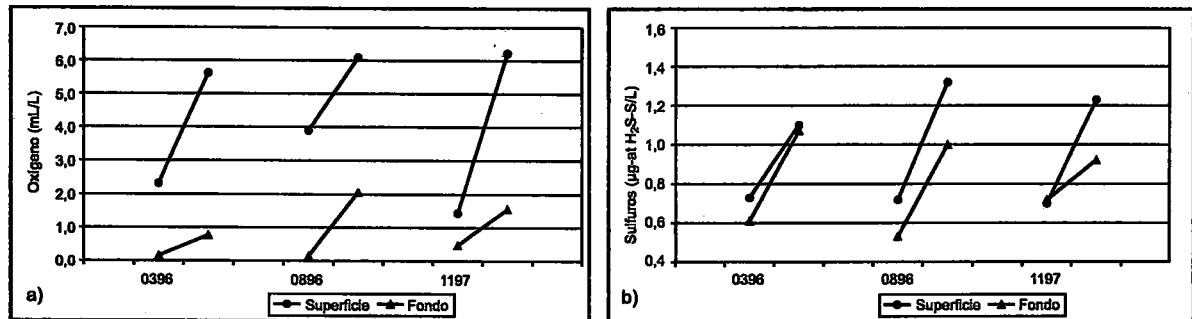 7,0
6,0
5,0
4,0
3,0
2,0
1,0
0,0
Oxígeno (mL/L)
0396
0896
1197
a)
Superficie
Fondo
1,6
1,4
1,2
1,0
0,8
0,6
0,4
Sulfuros (µg-at H₂S-S/L)
0396
0896
1197
b)
Superficie
Fondo